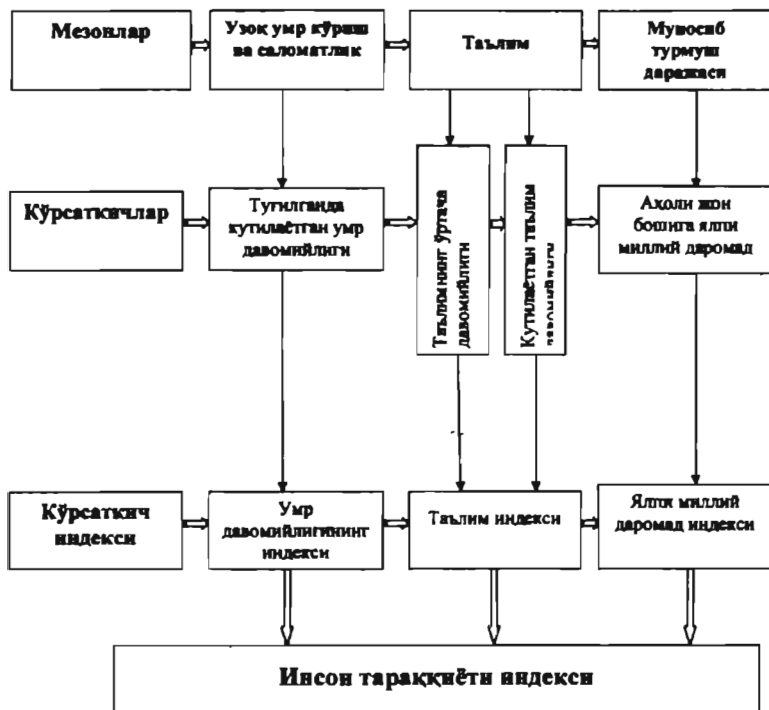 Мезонлар
Узоқ умр кўриш
ва саломатлик
Таълим
Муносиб
турмуш
даражаси
Кўрсаткичлар
Туғилганда
кутилаётган умр
давомийлиги
Таълимнинг ўртача
давомийлиги
Кутилаётган таълим
давомийлиги
Аҳоли жон
бошига ялпи
миллий даромад
Кўрсаткич
индекси
Умр
давомийлигининг
индекси
Таълим индекси
Ялпи миллий
даромад индекси
Инсон тараққиёти индекси